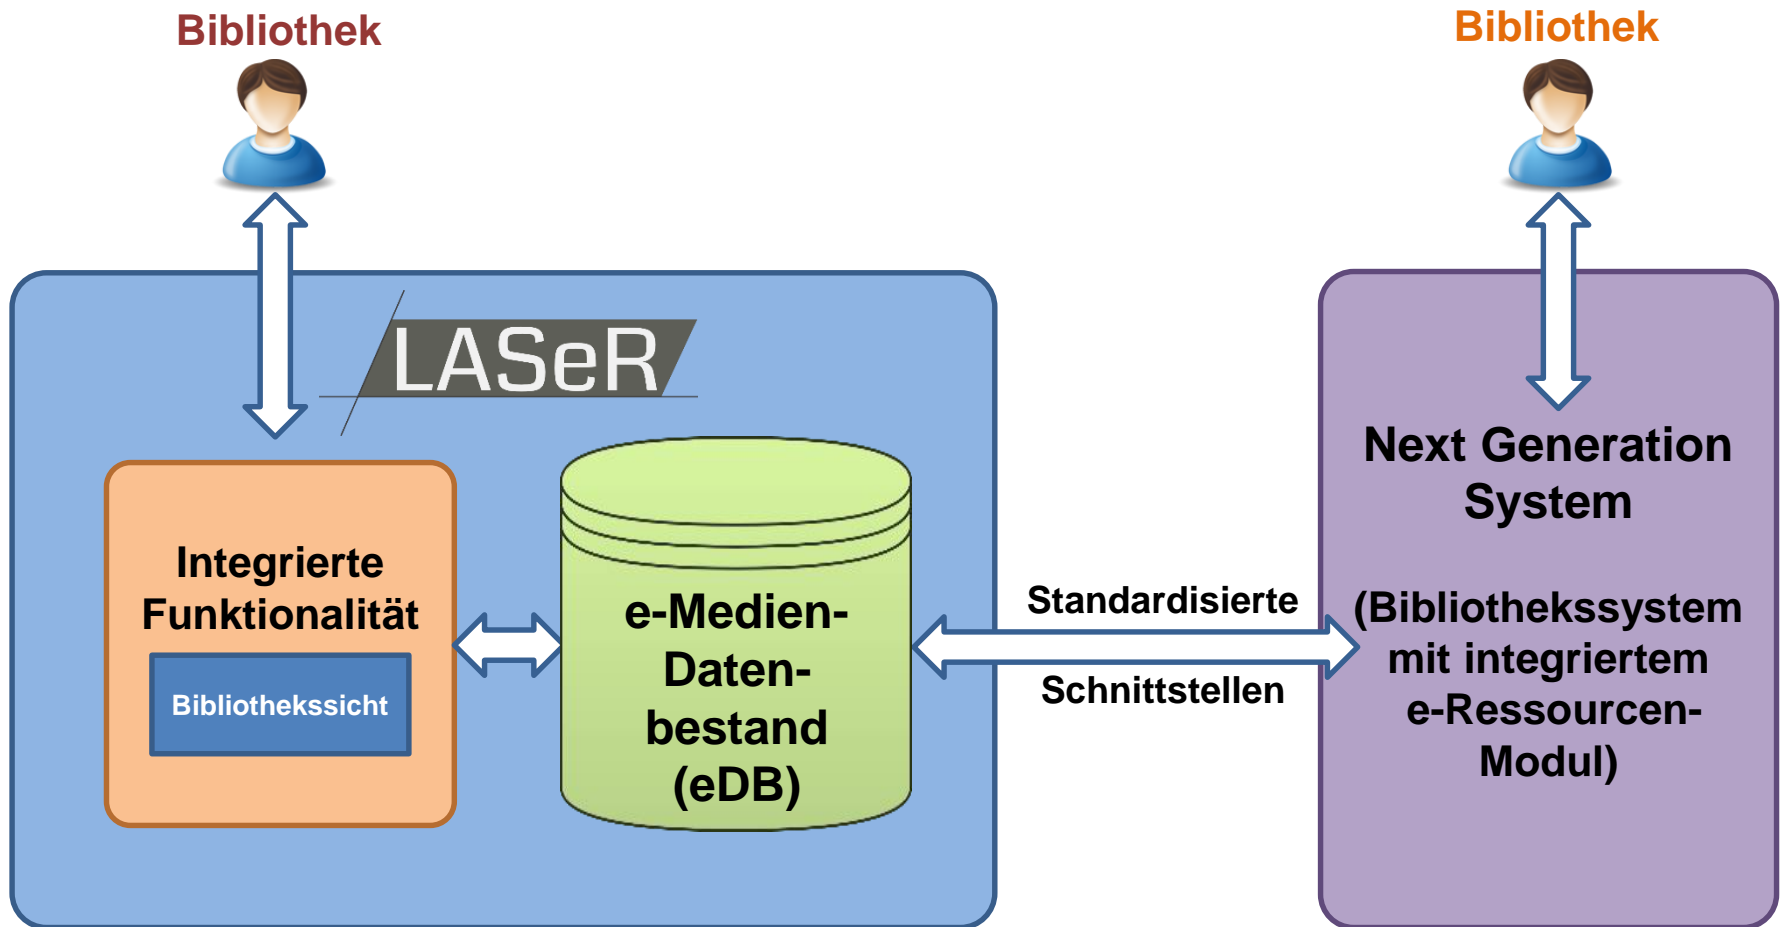 Bibliothek
Bibliothek
LASeR
Integrierte
Funktionalität
Bibliothekssicht
e-Medien-
Daten-
bestand
(eDB)
Standardisierte
Schnittstellen
Next Generation
System
(Bibliothekssystem
mit integriertem
e-Ressourcen-
Modul)